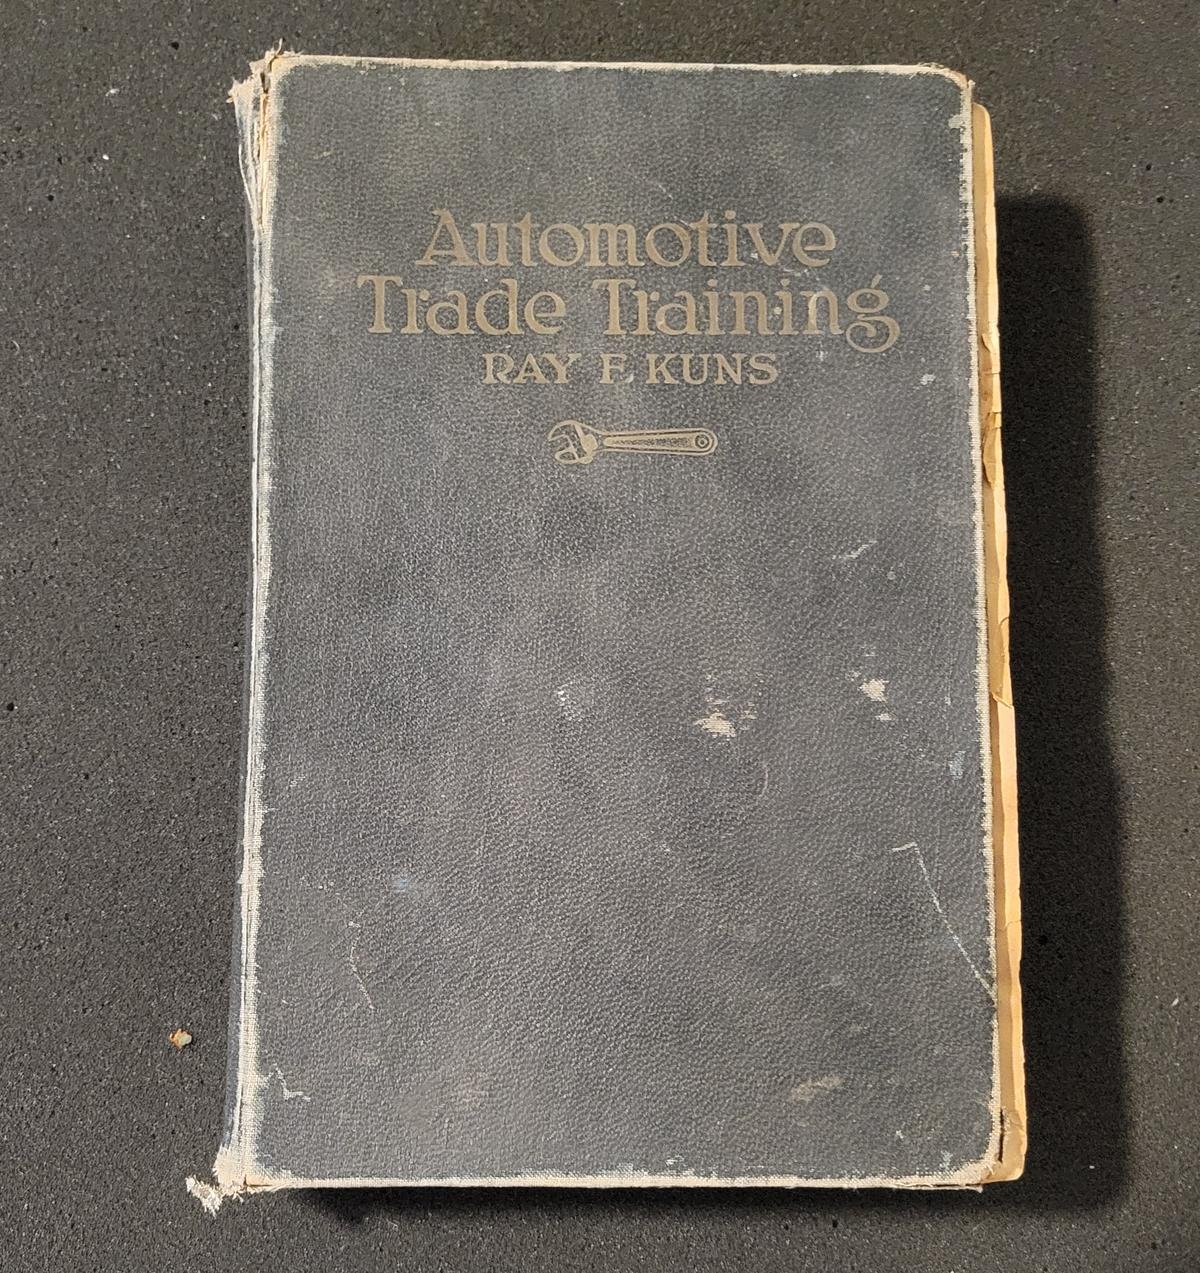 Automotive
Trade Training
RAY F. KUNS